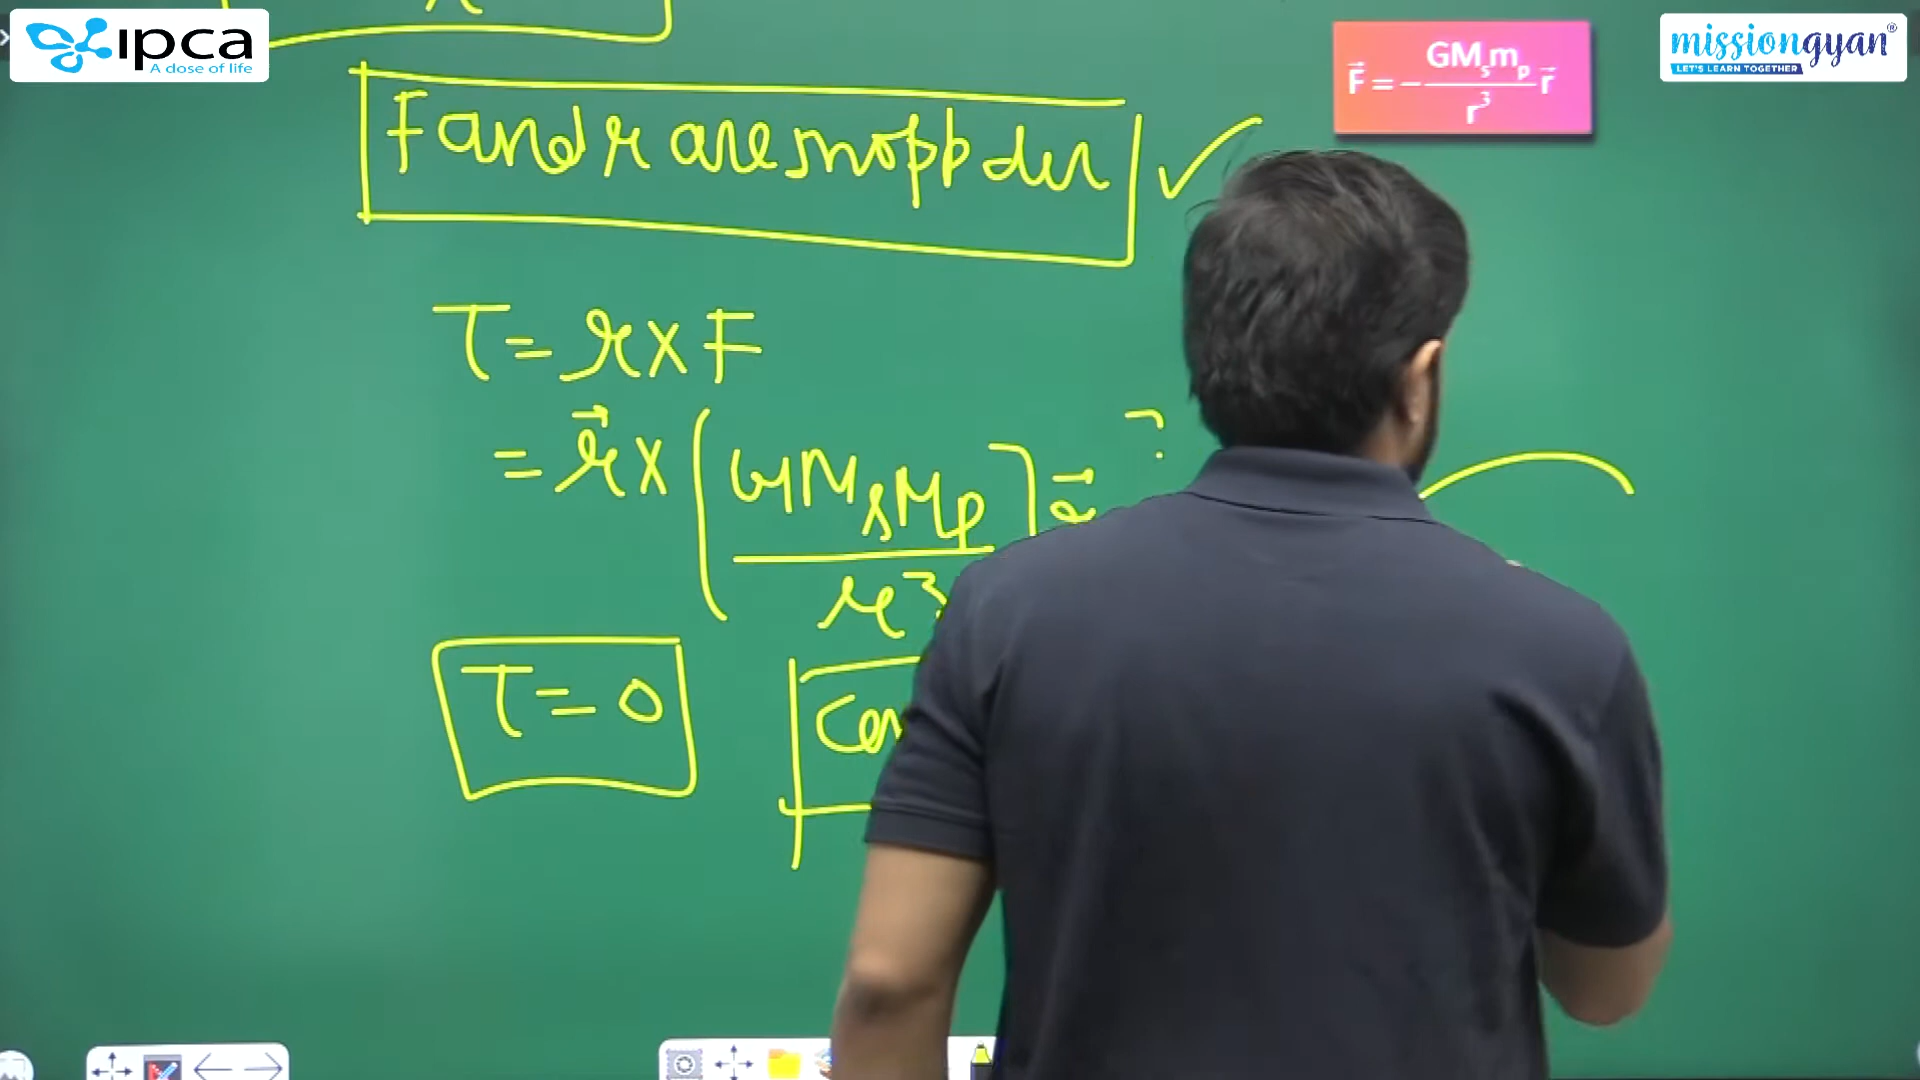 ipca
A dose of life
missiongyan®
LET'S LEARN TOGETHER
F⃗ = - GMₛmₚ/r³ r⃗
F and r are in opp dir ✓
τ = r x F
= r⃗ x (GMₛMₚ/r³) r⃗
τ = 0